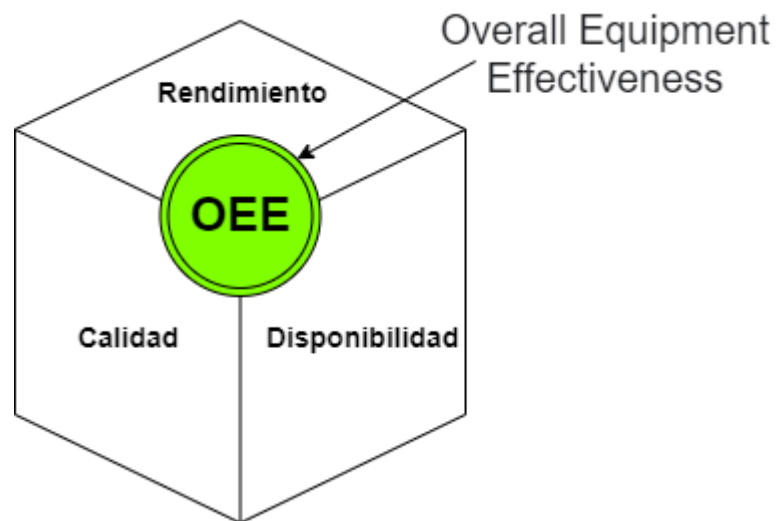 Overall Equipment
Effectiveness
Rendimiento
OEE
Calidad
Disponibilidad